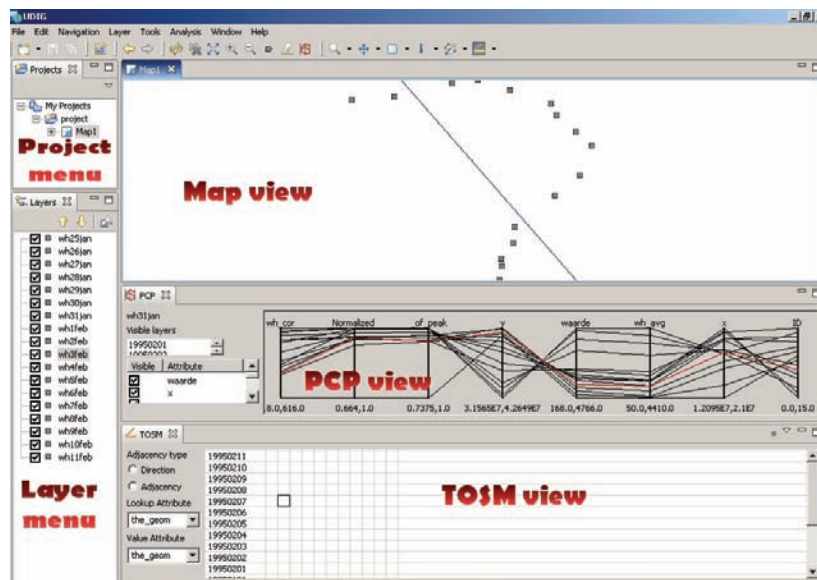 UDIG
File Edit Navigation Layer Tools Analysis Window Help
Projects
My Projects
project
Map1
Project
menu
Layers
wh25jan
wh26jan
wh27jan
wh28jan
wh29jan
wh30jan
wh31jan
wh1feb
wh2feb
wh3feb
wh4feb
wh5feb
wh6feb
wh7feb
wh8feb
wh9feb
wh10feb
wh11feb
Layer
menu
Map1
Map view
PCP
wh31jan
Visible layers
19950201
19950202
Visible Attribute
waarde
x
wh_cor Normalized of_peak y waarde wh_avg x ID
PCP view
8.0,616.0 0.664,1.0 0.7375,1.0 3.1565E7,4.2649E7 168.0,4766.0 50.0,4410.0 1.2095E7,2.1E7 0.0,15.0
TOSM
Adjacency type
Direction
Adjacency
Lookup Attribute
the_geom
Value Attribute
the_geom
19950211
19950210
19950209
19950208
19950207
19950206
19950205
19950204
19950203
19950202
19950201
TOSM view